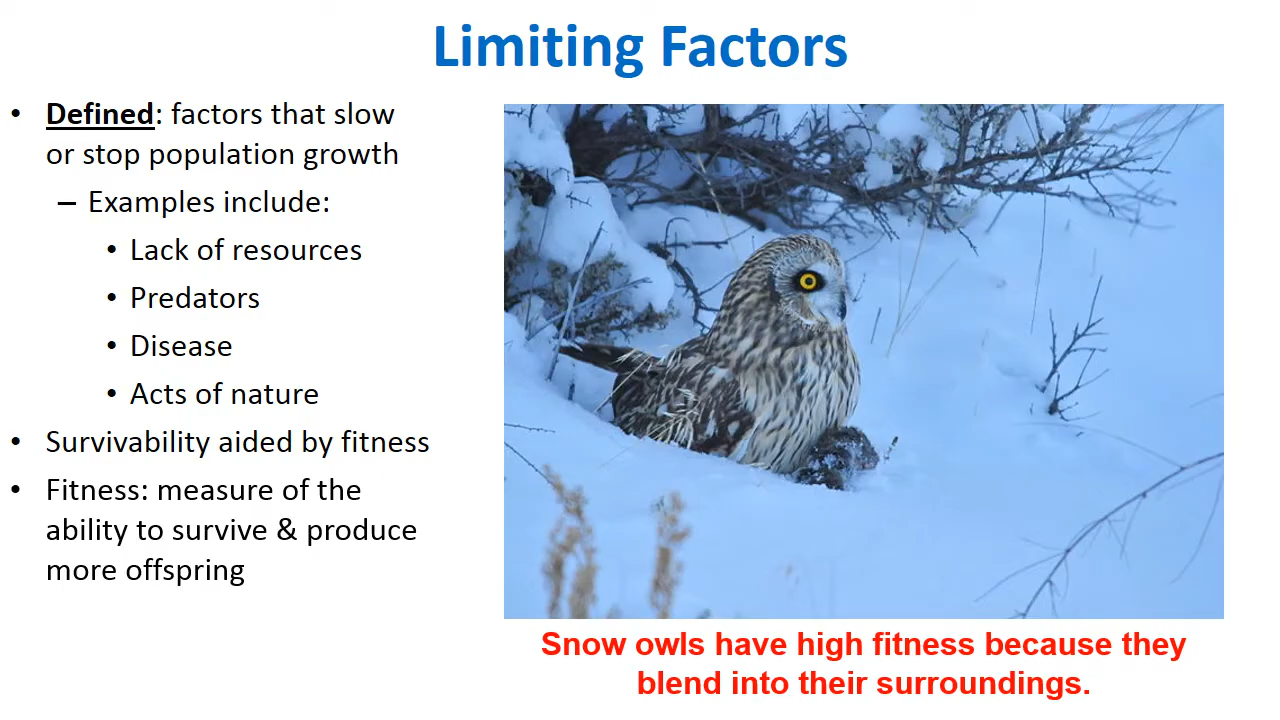 Limiting Factors
• Defined: factors that slow
or stop population growth
– Examples include:
• Lack of resources
• Predators
• Disease
• Acts of nature
• Survivability aided by fitness
• Fitness: measure of the
ability to survive & produce
more offspring
Snow owls have high fitness because they
blend into their surroundings.